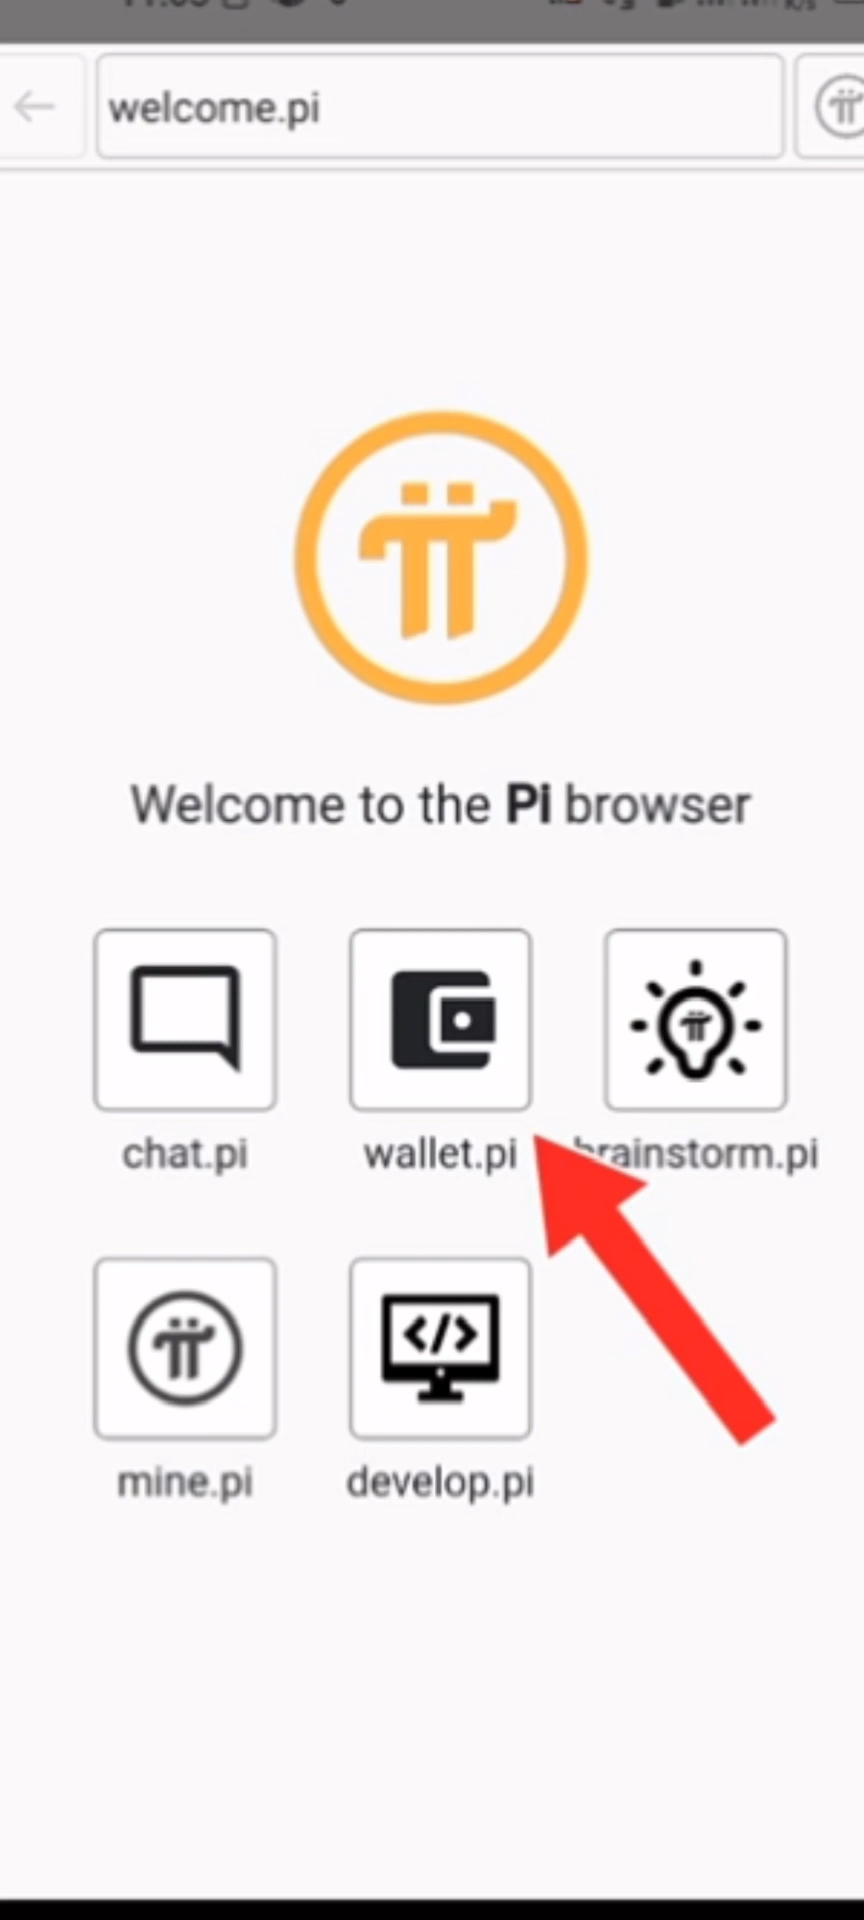 welcome.pi
Welcome to the Pi browser
chat.pi
wallet.pi
brainstorm.pi
mine.pi
develop.pi